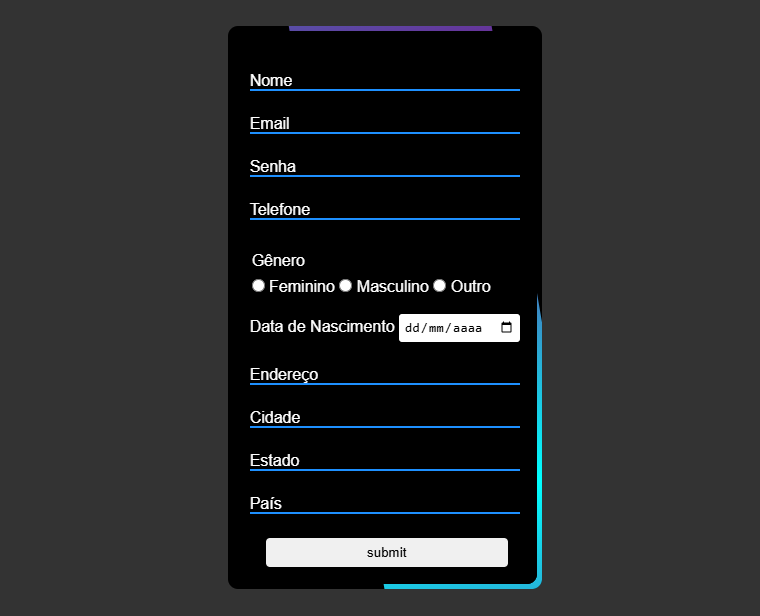 Nome
Email
Senha
Telefone
Gênero
Feminino Masculino Outro
Data de Nascimento dd/mm/aaaa
Endereço
Cidade
Estado
País
submit